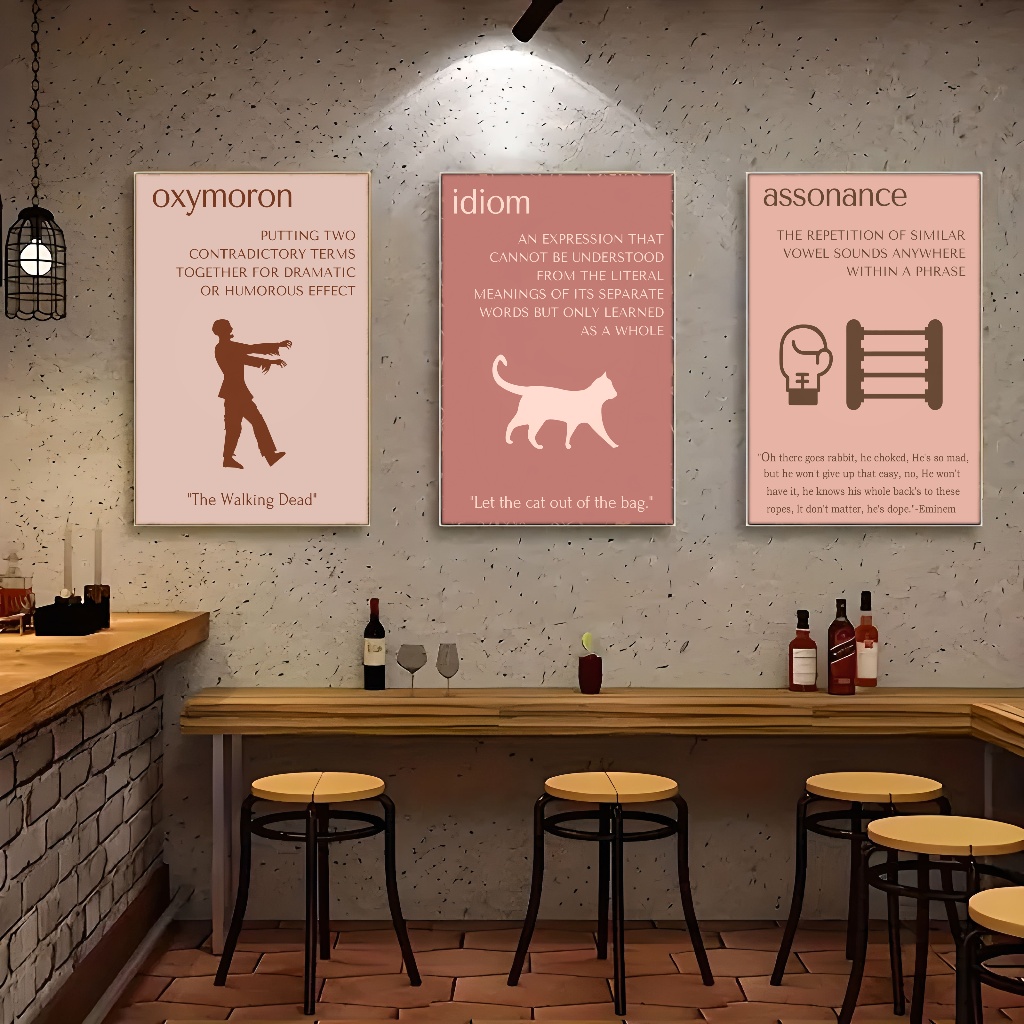 oxymoron
PUTTING TWO
CONTRADICTORY TERMS
TOGETHER FOR DRAMATIC
OR HUMOROUS EFFECT
"The Walking Dead"
idiom
AN EXPRESSION THAT
CANNOT BE UNDERSTOOD
FROM THE LITERAL
MEANINGS OF ITS SEPARATE
WORDS BUT ONLY LEARNED
AS A WHOLE
"Let the cat out of the bag."
assonance
THE REPETITION OF SIMILAR
VOWEL SOUNDS ANYWHERE
WITHIN A PHRASE
"Oh there goes rabbit, he choked, He's so mad,
but he won't give up that easy, no, He won't
have it, he knows his whole back's to these
ropes, It don't matter, he's dope."-Eminem